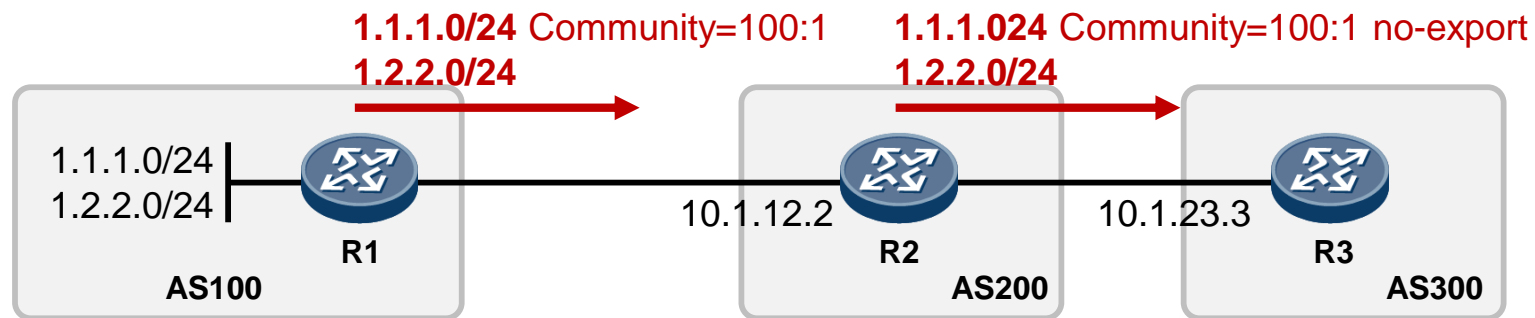 1.1.1.0/24 Community=100:1
1.2.2.0/24
1.1.1.024 Community=100:1 no-export
1.2.2.0/24
1.1.1.0/24
1.2.2.0/24
R1
AS100
10.1.12.2
R2
AS200
10.1.23.3
R3
AS300